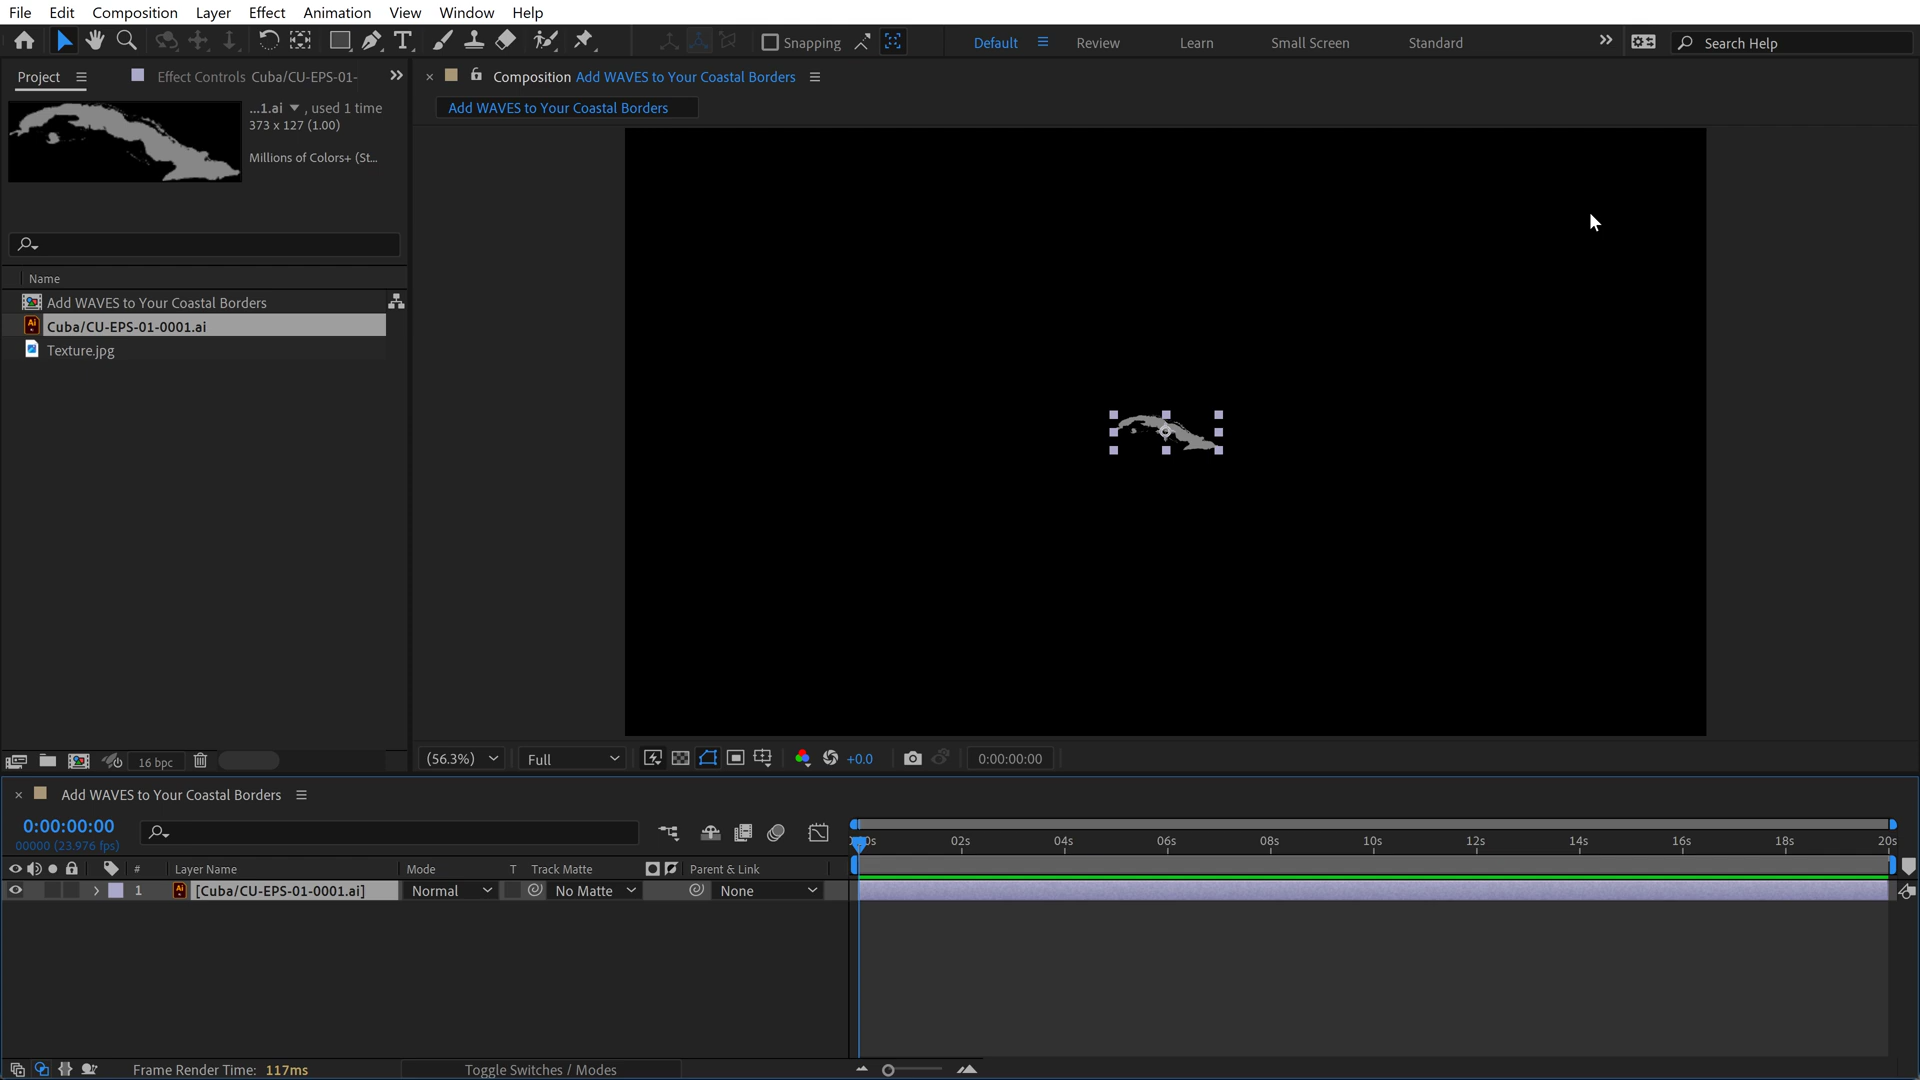 File Edit Composition Layer Effect Animation View Window Help
Snapping Default Review Learn Small Screen Standard Search Help
Project Effect Controls Cuba/CU-EPS-01-
Composition Add WAVES to Your Coastal Borders
Add WAVES to Your Coastal Borders
...1.ai , used 1 time
373 x 127 (1.00)
Millions of Colors+ (St...
Name
Add WAVES to Your Coastal Borders
Ai Cuba/CU-EPS-01-0001.ai
Texture.jpg
16 bpc
(56.3%) Full +0.0 0:00:00:00
Add WAVES to Your Coastal Borders
0:00:00:00
00000 (23.976 fps)
02s 04s 06s 08s 10s 12s 14s 16s 18s 20s
# Layer Name Mode T Track Matte Parent & Link
1 Ai [Cuba/CU-EPS-01-0001.ai] Normal No Matte None
Frame Render Time: 117ms Toggle Switches / Modes